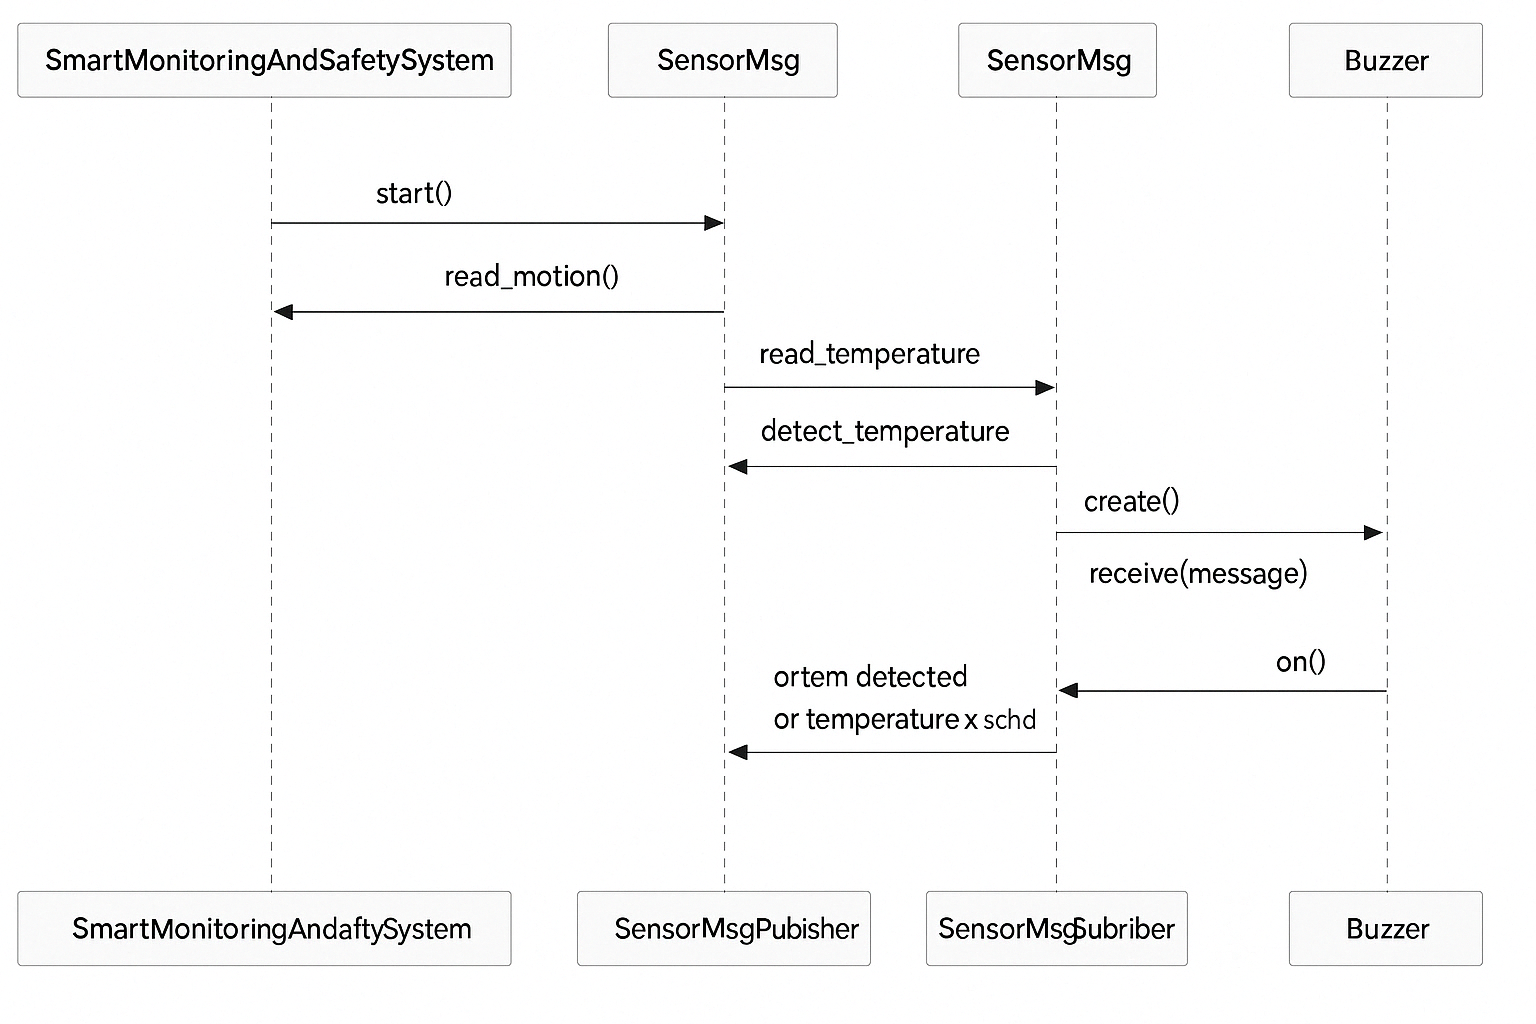 SmartMonitoringAndSafetySystem
SensorMsg
SensorMsg
Buzzer
start()
read_motion()
read_temperature
detect_temperature
create()
receive(message)
on()
ortem detected
or temperature x schd
SmartMonitoringAndaftySystem
SensorMsgPubisher
SensorMsgSubriber
Buzzer